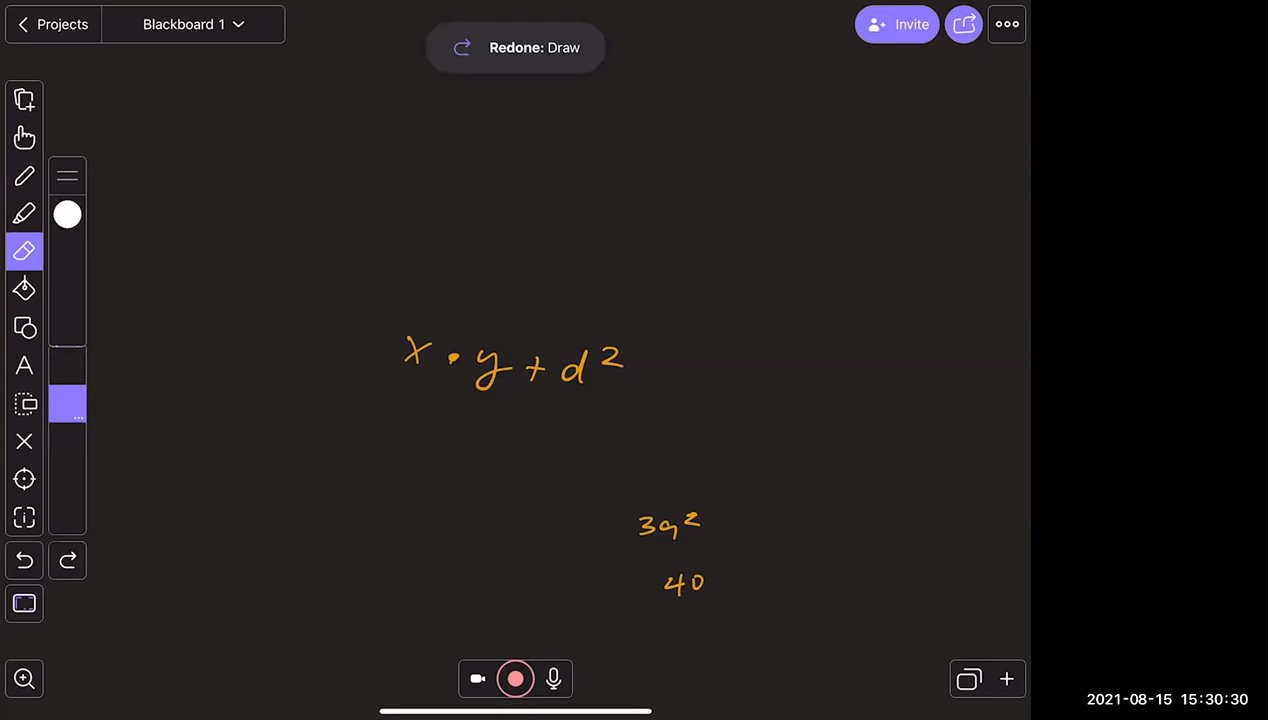 Projects
Blackboard 1
Redone: Draw
Invite
A
x · y + d²
3a²
40
2021-08-15 15:30:30